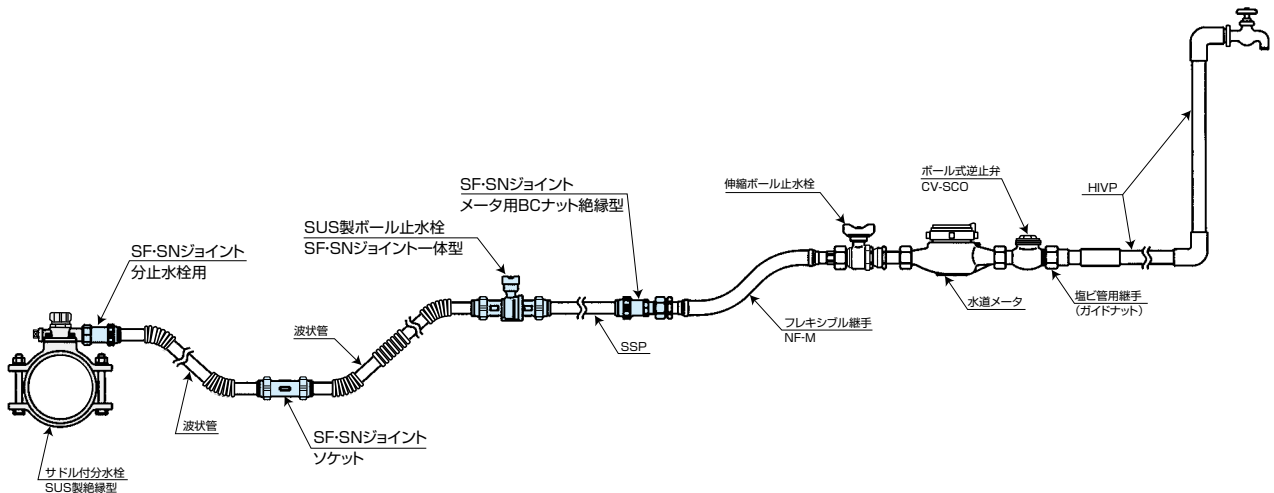 SF・SNジョイント
分止水栓用
サドル付分水栓
SUS製絶縁型
波状管
SF・SNジョイント
ソケット
波状管
SUS製ボール止水栓
SF・SNジョイント一体型
SF・SNジョイント
メータ用BCナット絶縁型
SSP
フレキシブル継手
NF-M
伸縮ボール止水栓
水道メータ
ボール式逆止弁
CV-SCO
塩ビ管用継手
(ガイドナット)
HIVP